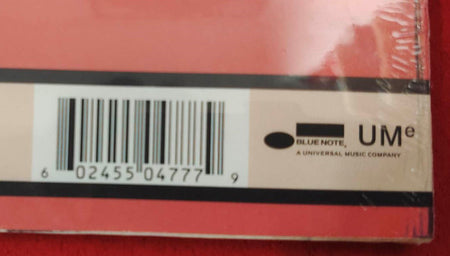 6 02455 04777 9
BLUE NOTE
A UNIVERSAL MUSIC COMPANY
UMe